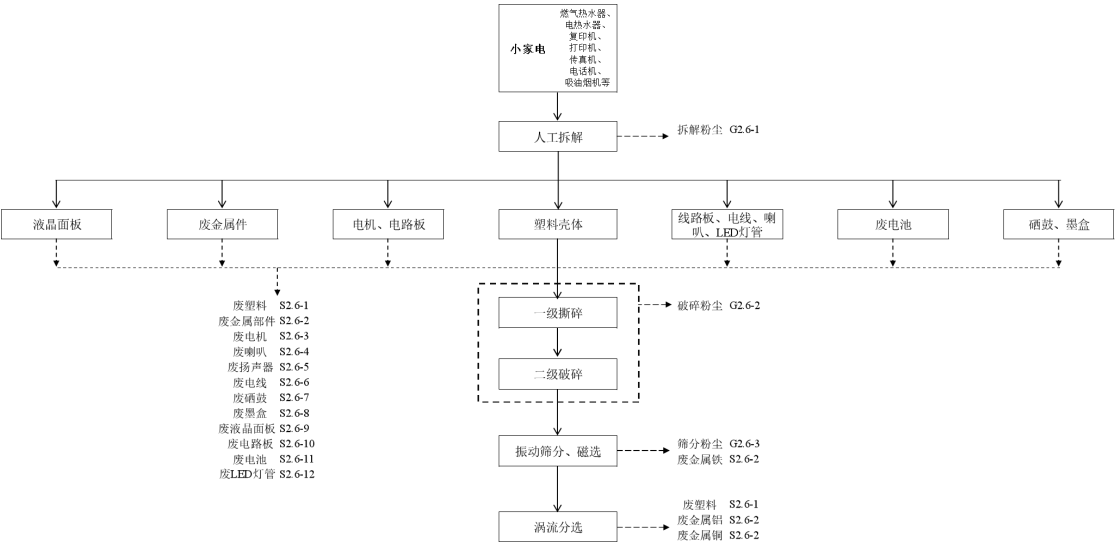 小家电
燃气热水器、
电热水器、
复印机、
打印机、
传真机、
电话机、
吸油烟机等
人工拆解
拆解粉尘 G2.6-1
液晶面板
废金属件
电机、电路板
塑料壳体
线路板、电线、喇
叭、LED灯管
废电池
硒鼓、墨盒
废塑料 S2.6-1
废金属部件 S2.6-2
废电机 S2.6-3
废喇叭 S2.6-4
废扬声器 S2.6-5
废电线 S2.6-6
废硒鼓 S2.6-7
废墨盒 S2.6-8
废液晶面板 S2.6-9
废电路板 S2.6-10
废电池 S2.6-11
废LED灯管 S2.6-12
一级撕碎
破碎粉尘 G2.6-2
二级破碎
振动筛分、磁选
筛分粉尘 G2.6-3
废金属铁 S2.6-2
涡流分选
废塑料 S2.6-1
废金属铝 S2.6-2
废金属铜 S2.6-2